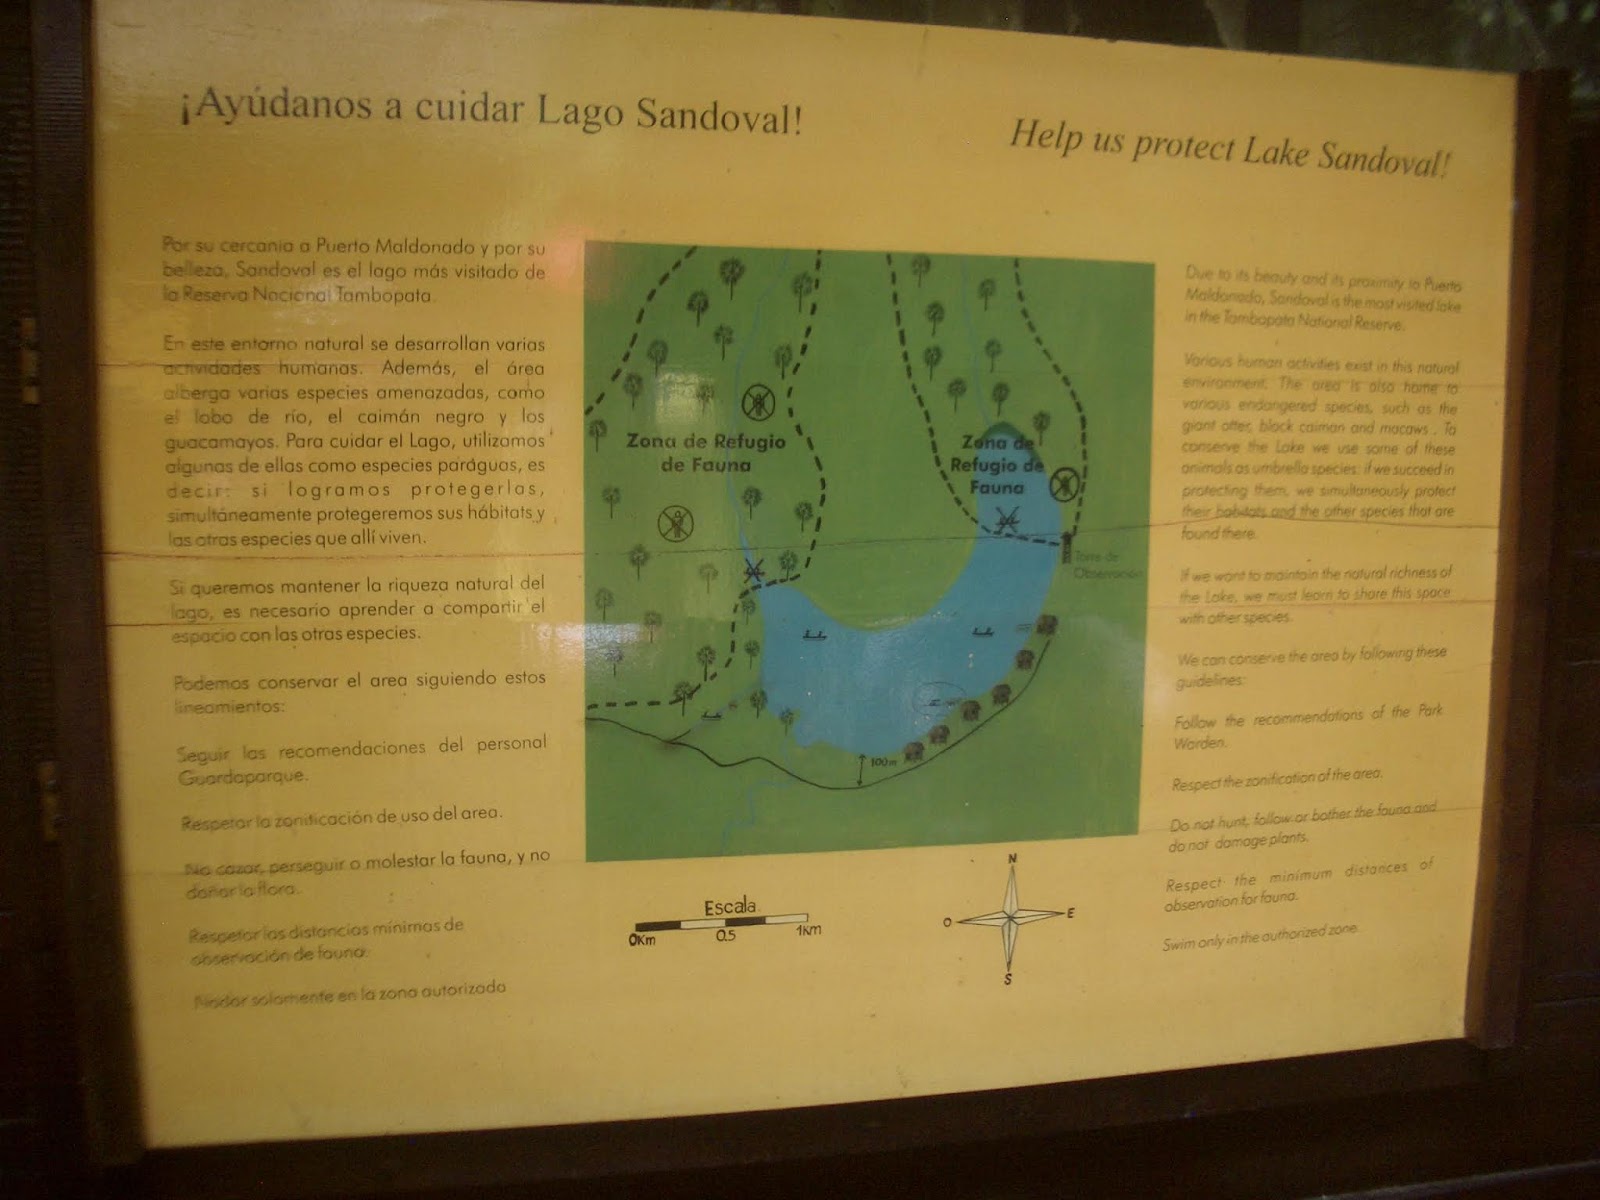 ¡Ayúdanos a cuidar Lago Sandoval!
Help us protect Lake Sandoval!
Por su cercania a Puerto Maldonado y por su
belleza, Sandoval es el lago más visitado de
la Reserva Nacional Tambopata.
En este entorno natural se desarrollan varias
actividades humanas. Además, el área
alberga varias especies amenazadas, como
el lobo de río, el caimán negro y los
guacamayos. Para cuidar el Lago, utilizamos
algunas de ellas como especies paráguas, es
decir: si logramos protegerlas,
simultáneamente protegeremos sus hábitats y
las otras especies que allí viven.
Si queremos mantener la riqueza natural del
lago, es necesario aprender a compartir el
espacio con las otras especies.
Podemos conservar el area siguiendo estos
lineamientos:
Seguir las recomendaciones del personal
Guardaparque.
Respetar la zonificación de uso del area.
No cazar, perseguir o molestar la fauna, y no
dañar la flora.
Respetar las distancias mínimas de
observación de fauna.
Nadar solamente en la zona autorizada
Zona de Refugio
de Fauna
Zona de
Refugio de
Fauna
Torre de
Observación
100m
Escala
0Km 0.5 1Km
N
O E
S
Due to its beauty and its proximity to Puerto
Maldonado, Sandoval is the most visited lake
in the Tambopata National Reserve.
Various human activities exist in this natural
environment. The area is also home to
various endangered species, such as the
giant otter, black caiman and macaws . To
conserve the Lake we use some of these
animals as umbrella species: if we succeed in
protecting them, we simultaneously protect
their habitats and the other species that are
found there.
If we want to maintain the natural richness of
the Lake, we must learn to share this space
with other species.
We can conserve the area by following these
guidelines:
Follow the recommendations of the Park
Warden.
Respect the zonification of the area.
Do not hunt, follow or bother the fauna and
do not damage plants.
Respect the minimum distances of
observation for fauna.
Swim only in the authorized zone.